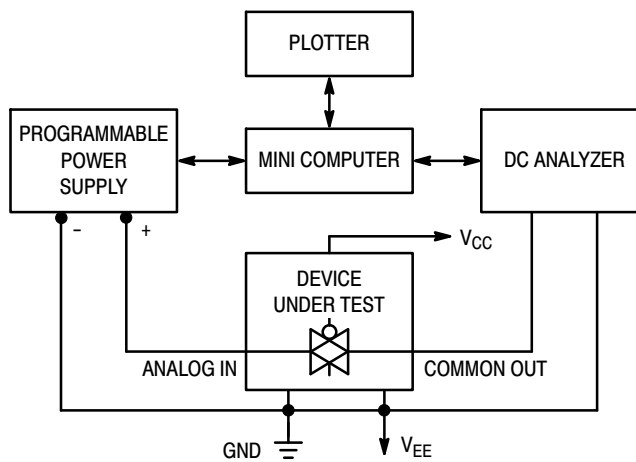 PLOTTER
PROGRAMMABLE
POWER
SUPPLY
MINI COMPUTER
DC ANALYZER
– +
VCC
DEVICE
UNDER TEST
ANALOG IN
COMMON OUT
GND
VEE